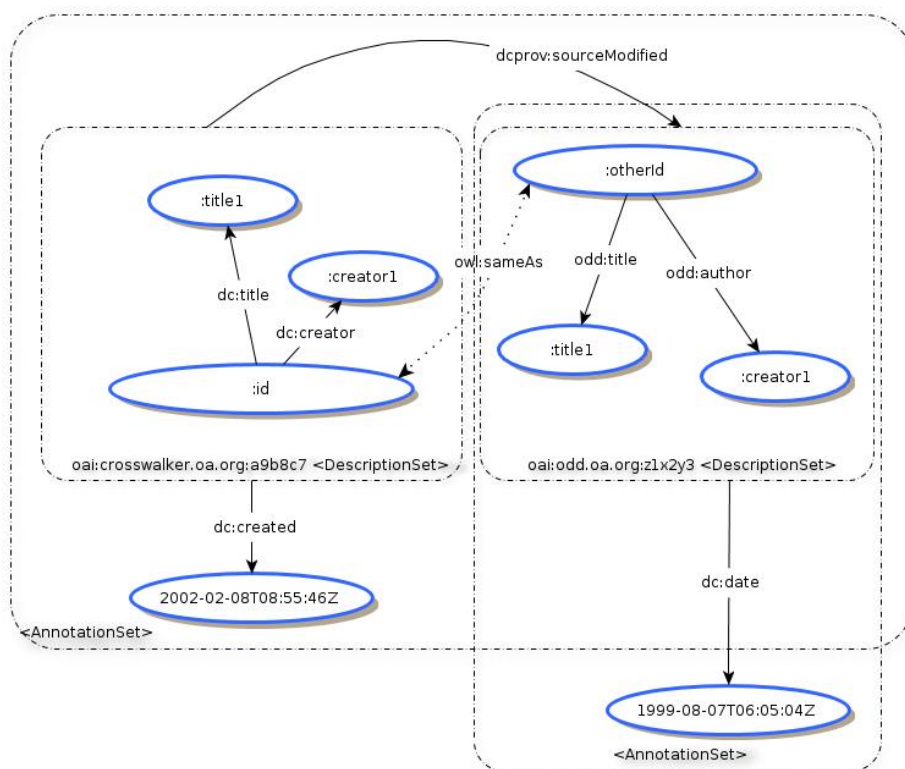 dcprov:sourceModified
:otherId
:title1
owl:sameAs
odd:title
odd:author
:creator1
dc:title
dc:creator
:title1
:creator1
:id
oai:crosswalker.oa.org:a9b8c7 <DescriptionSet>
oai:odd.oa.org:z1x2y3 <DescriptionSet>
dc:created
dc:date
2002-02-08T08:55:46Z
<AnnotationSet>
1999-08-07T06:05:04Z
<AnnotationSet>